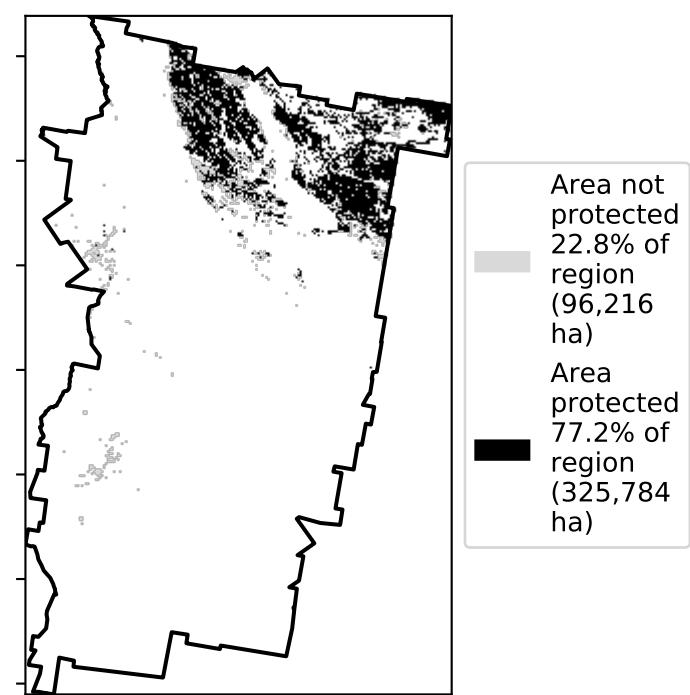 Area not
protected
22.8% of
region
(96,216
ha)
Area
protected
77.2% of
region
(325,784
ha)